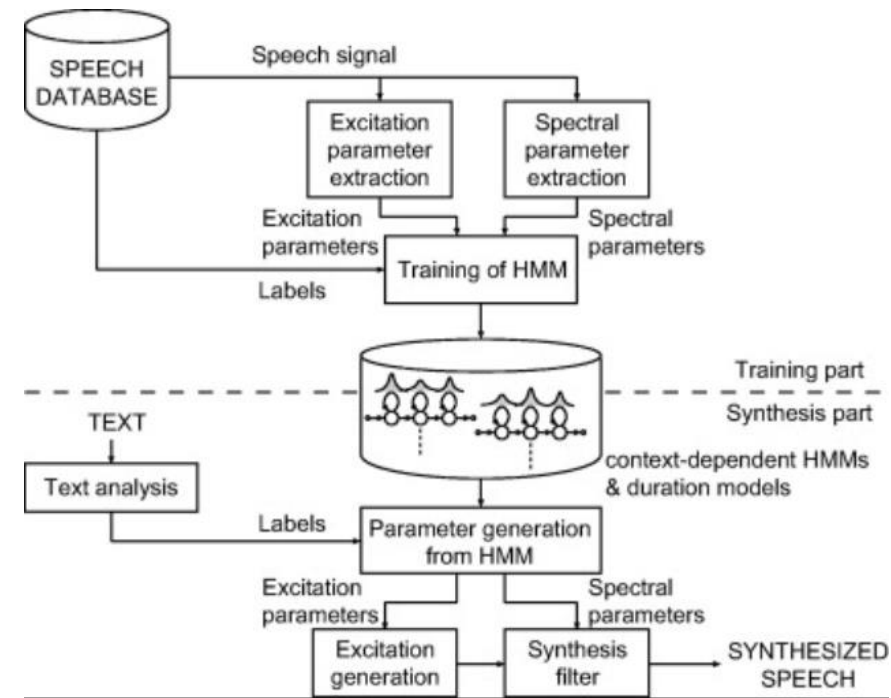 SPEECH
DATABASE
Speech signal
Excitation
parameter
extraction
Spectral
parameter
extraction
Excitation
parameters
Spectral
parameters
Training of HMM
Labels
Training part
Synthesis part
TEXT
context-dependent HMMs
& duration models
Text analysis
Labels
Parameter generation
from HMM
Excitation
parameters
Spectral
parameters
Excitation
generation
Synthesis
filter
SYNTHESIZED
SPEECH